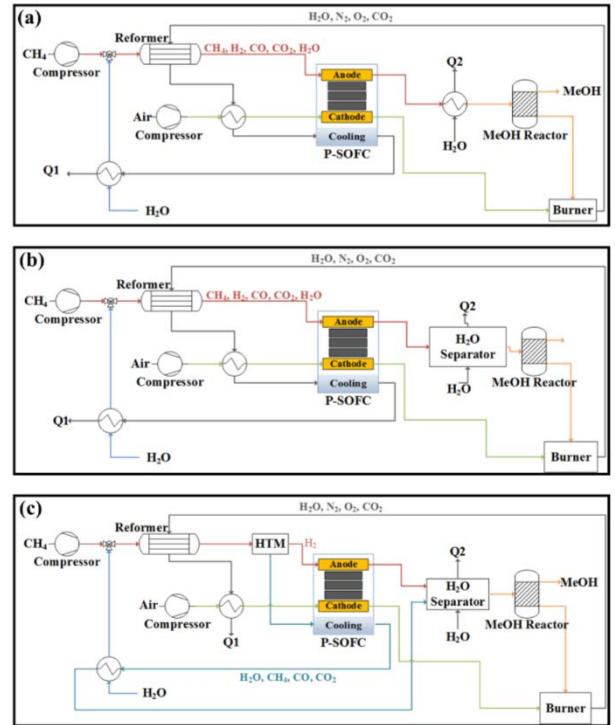 (a)
H₂O, N₂, O₂, CO₂
Reformer
CH₄, H₂, CO, CO₂, H₂O
CH₄
Compressor
Q2
Anode
MeOH
Air
Compressor
Cathode
Cooling
P-SOFC
H₂O
MeOH Reactor
Q1
H₂O
Burner
(b)
H₂O, N₂, O₂, CO₂
Reformer
CH₄, H₂, CO, CO₂, H₂O
CH₄
Compressor
Q2
Anode
H₂O
Separator
Air
Compressor
Cathode
Cooling
P-SOFC
H₂O
MeOH Reactor
Q1
H₂O
Burner
(c)
H₂O, N₂, O₂, CO₂
Reformer
CH₄
Compressor
HTM
H₂
Q2
Anode
H₂O
Separator
MeOH
Air
Compressor
Cathode
Cooling
P-SOFC
H₂O
MeOH Reactor
Q1
H₂O, CH₄, CO, CO₂
H₂O
Burner